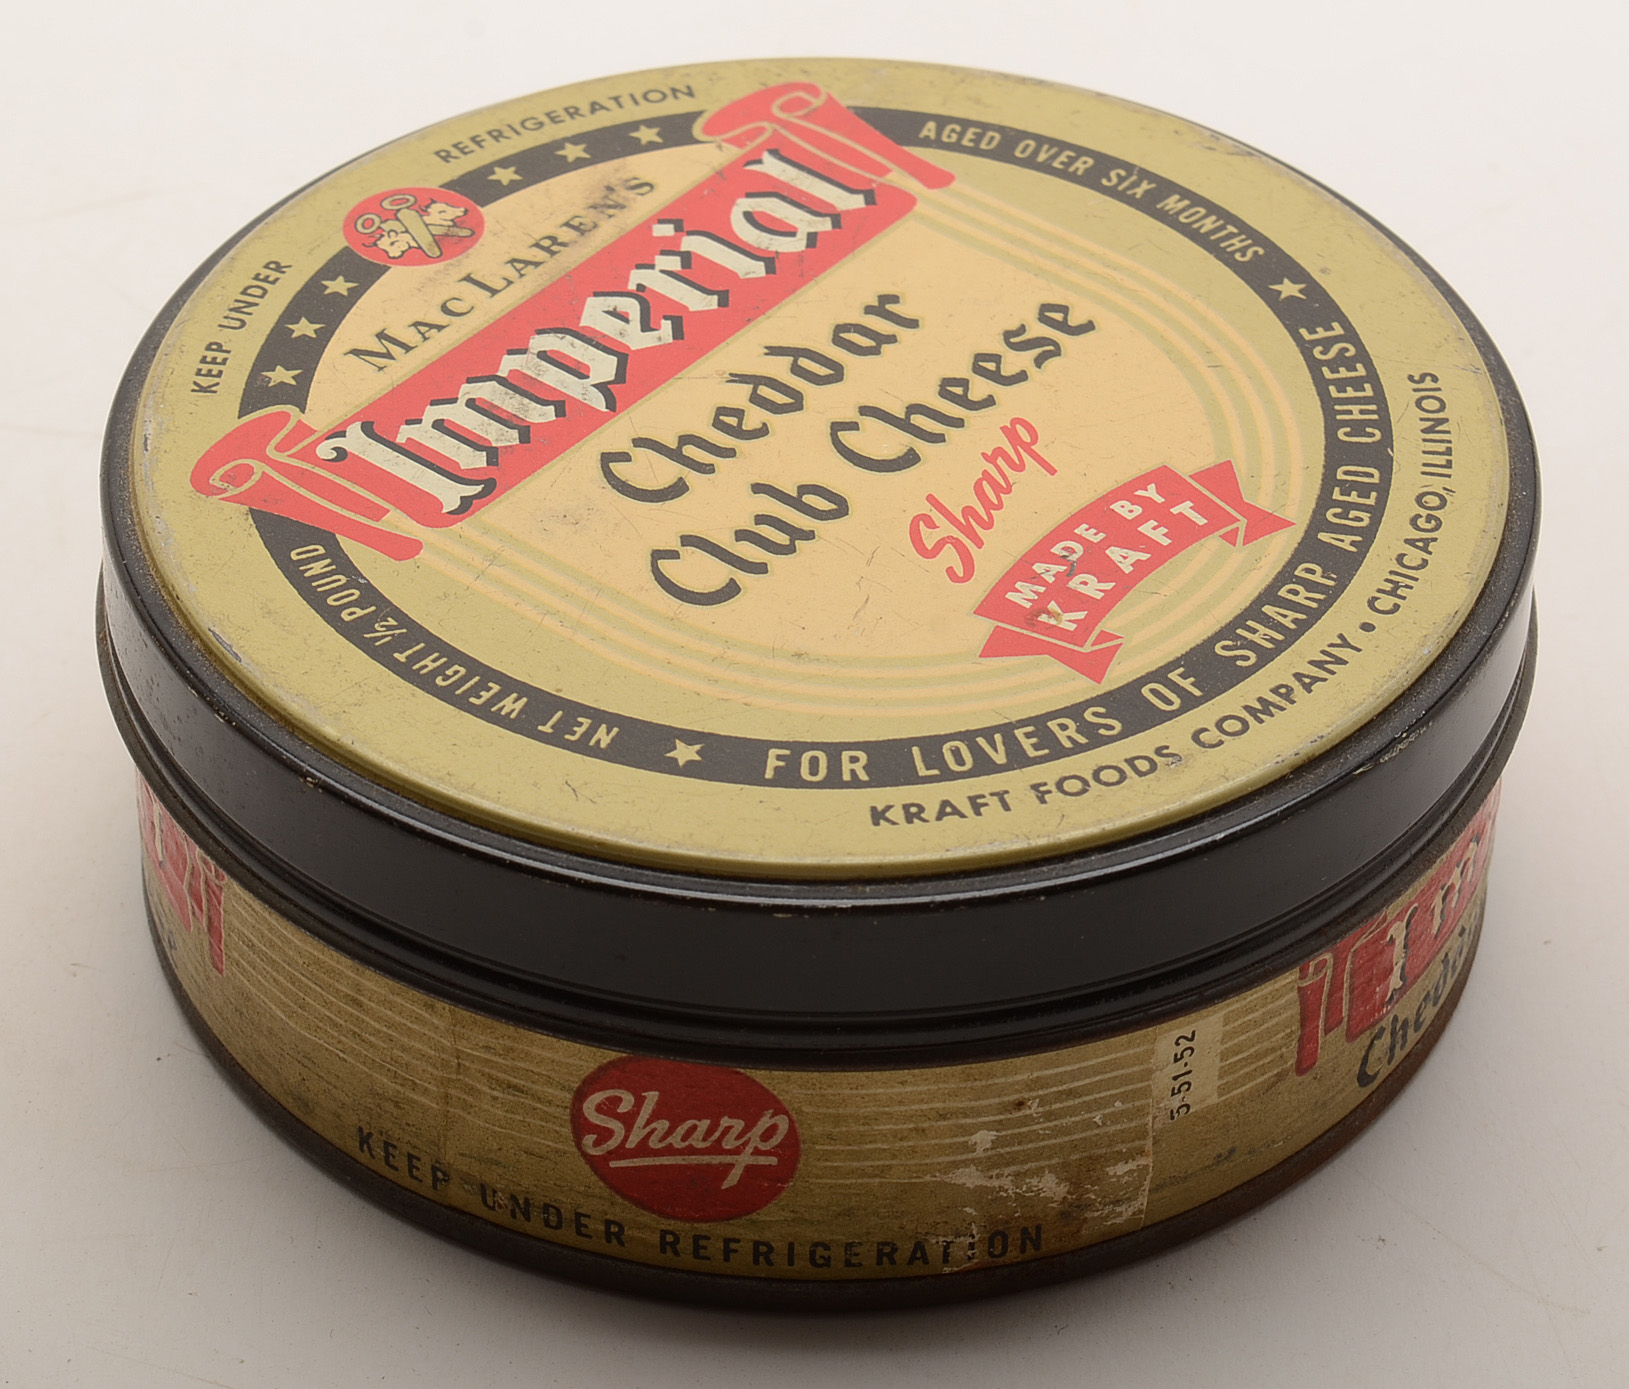 KEEP UNDER REFRIGERATION
AGED OVER SIX MONTHS
MACLAREN'S
Imperial
Cheddar
Club Cheese
Sharp
MADE BY
KRAFT
NET WEIGHT ½ POUND
FOR LOVERS OF SHARP AGED CHEESE
KRAFT FOODS COMPANY • CHICAGO, ILLINOIS
Sharp
KEEP UNDER REFRIGERATION
5-51-52
Im
Chedda